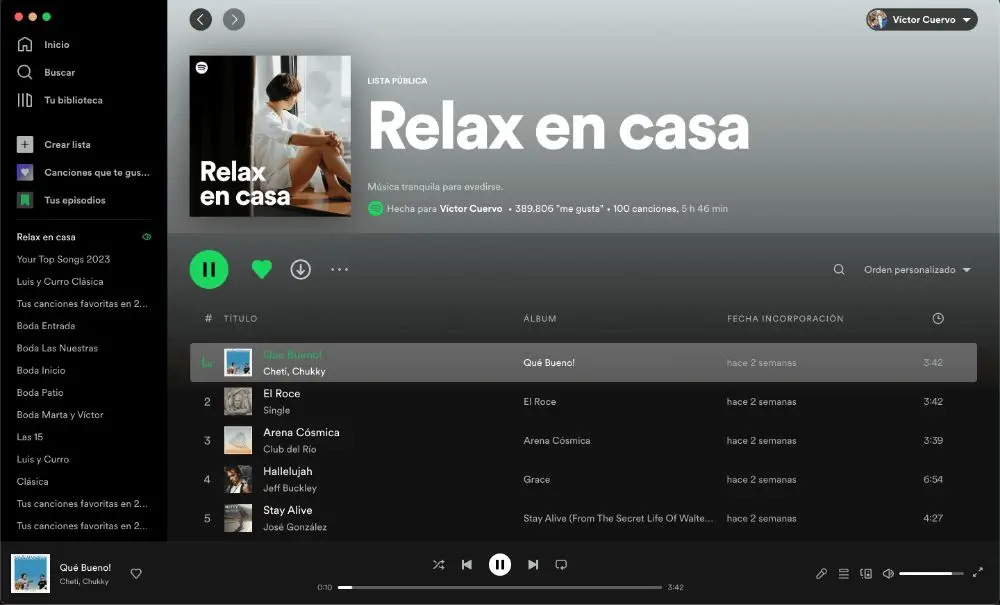 Víctor Cuervo
Inicio
Buscar
Tu biblioteca
Crear lista
Canciones que te gus...
Tus episodios
Relax en casa
Your Top Songs 2023
Luis y Curro Clásica
Tus canciones favoritas en 2...
Boda Entrada
Boda Las Nuestras
Boda Inicio
Boda Patio
Boda Marta y Víctor
Las 15
Luis y Curro
Clásica
Tus canciones favoritas en 2...
Tus canciones favoritas en 2...
Relax
en casa
LISTA PÚBLICA
Relax en casa
Música tranquila para evadirse.
Hecha para Víctor Cuervo • 389.806 "me gusta" • 100 canciones, 5 h 46 min
Orden personalizado
# TÍTULO ÁLBUM FECHA INCORPORACIÓN
Qué Bueno!
Cheti, Chukky
Qué Bueno! hace 2 semanas 3:42
2 El Roce
Single
El Roce hace 2 semanas 3:42
3 Arena Cósmica
Club del Río
Arena Cósmica hace 2 semanas 3:39
4 Hallelujah
Jeff Buckley
Grace hace 2 semanas 6:54
5 Stay Alive
José González
Stay Alive (From The Secret Life Of Walte... hace 2 semanas 4:27
Qué Bueno!
Cheti, Chukky
0:10 3:42